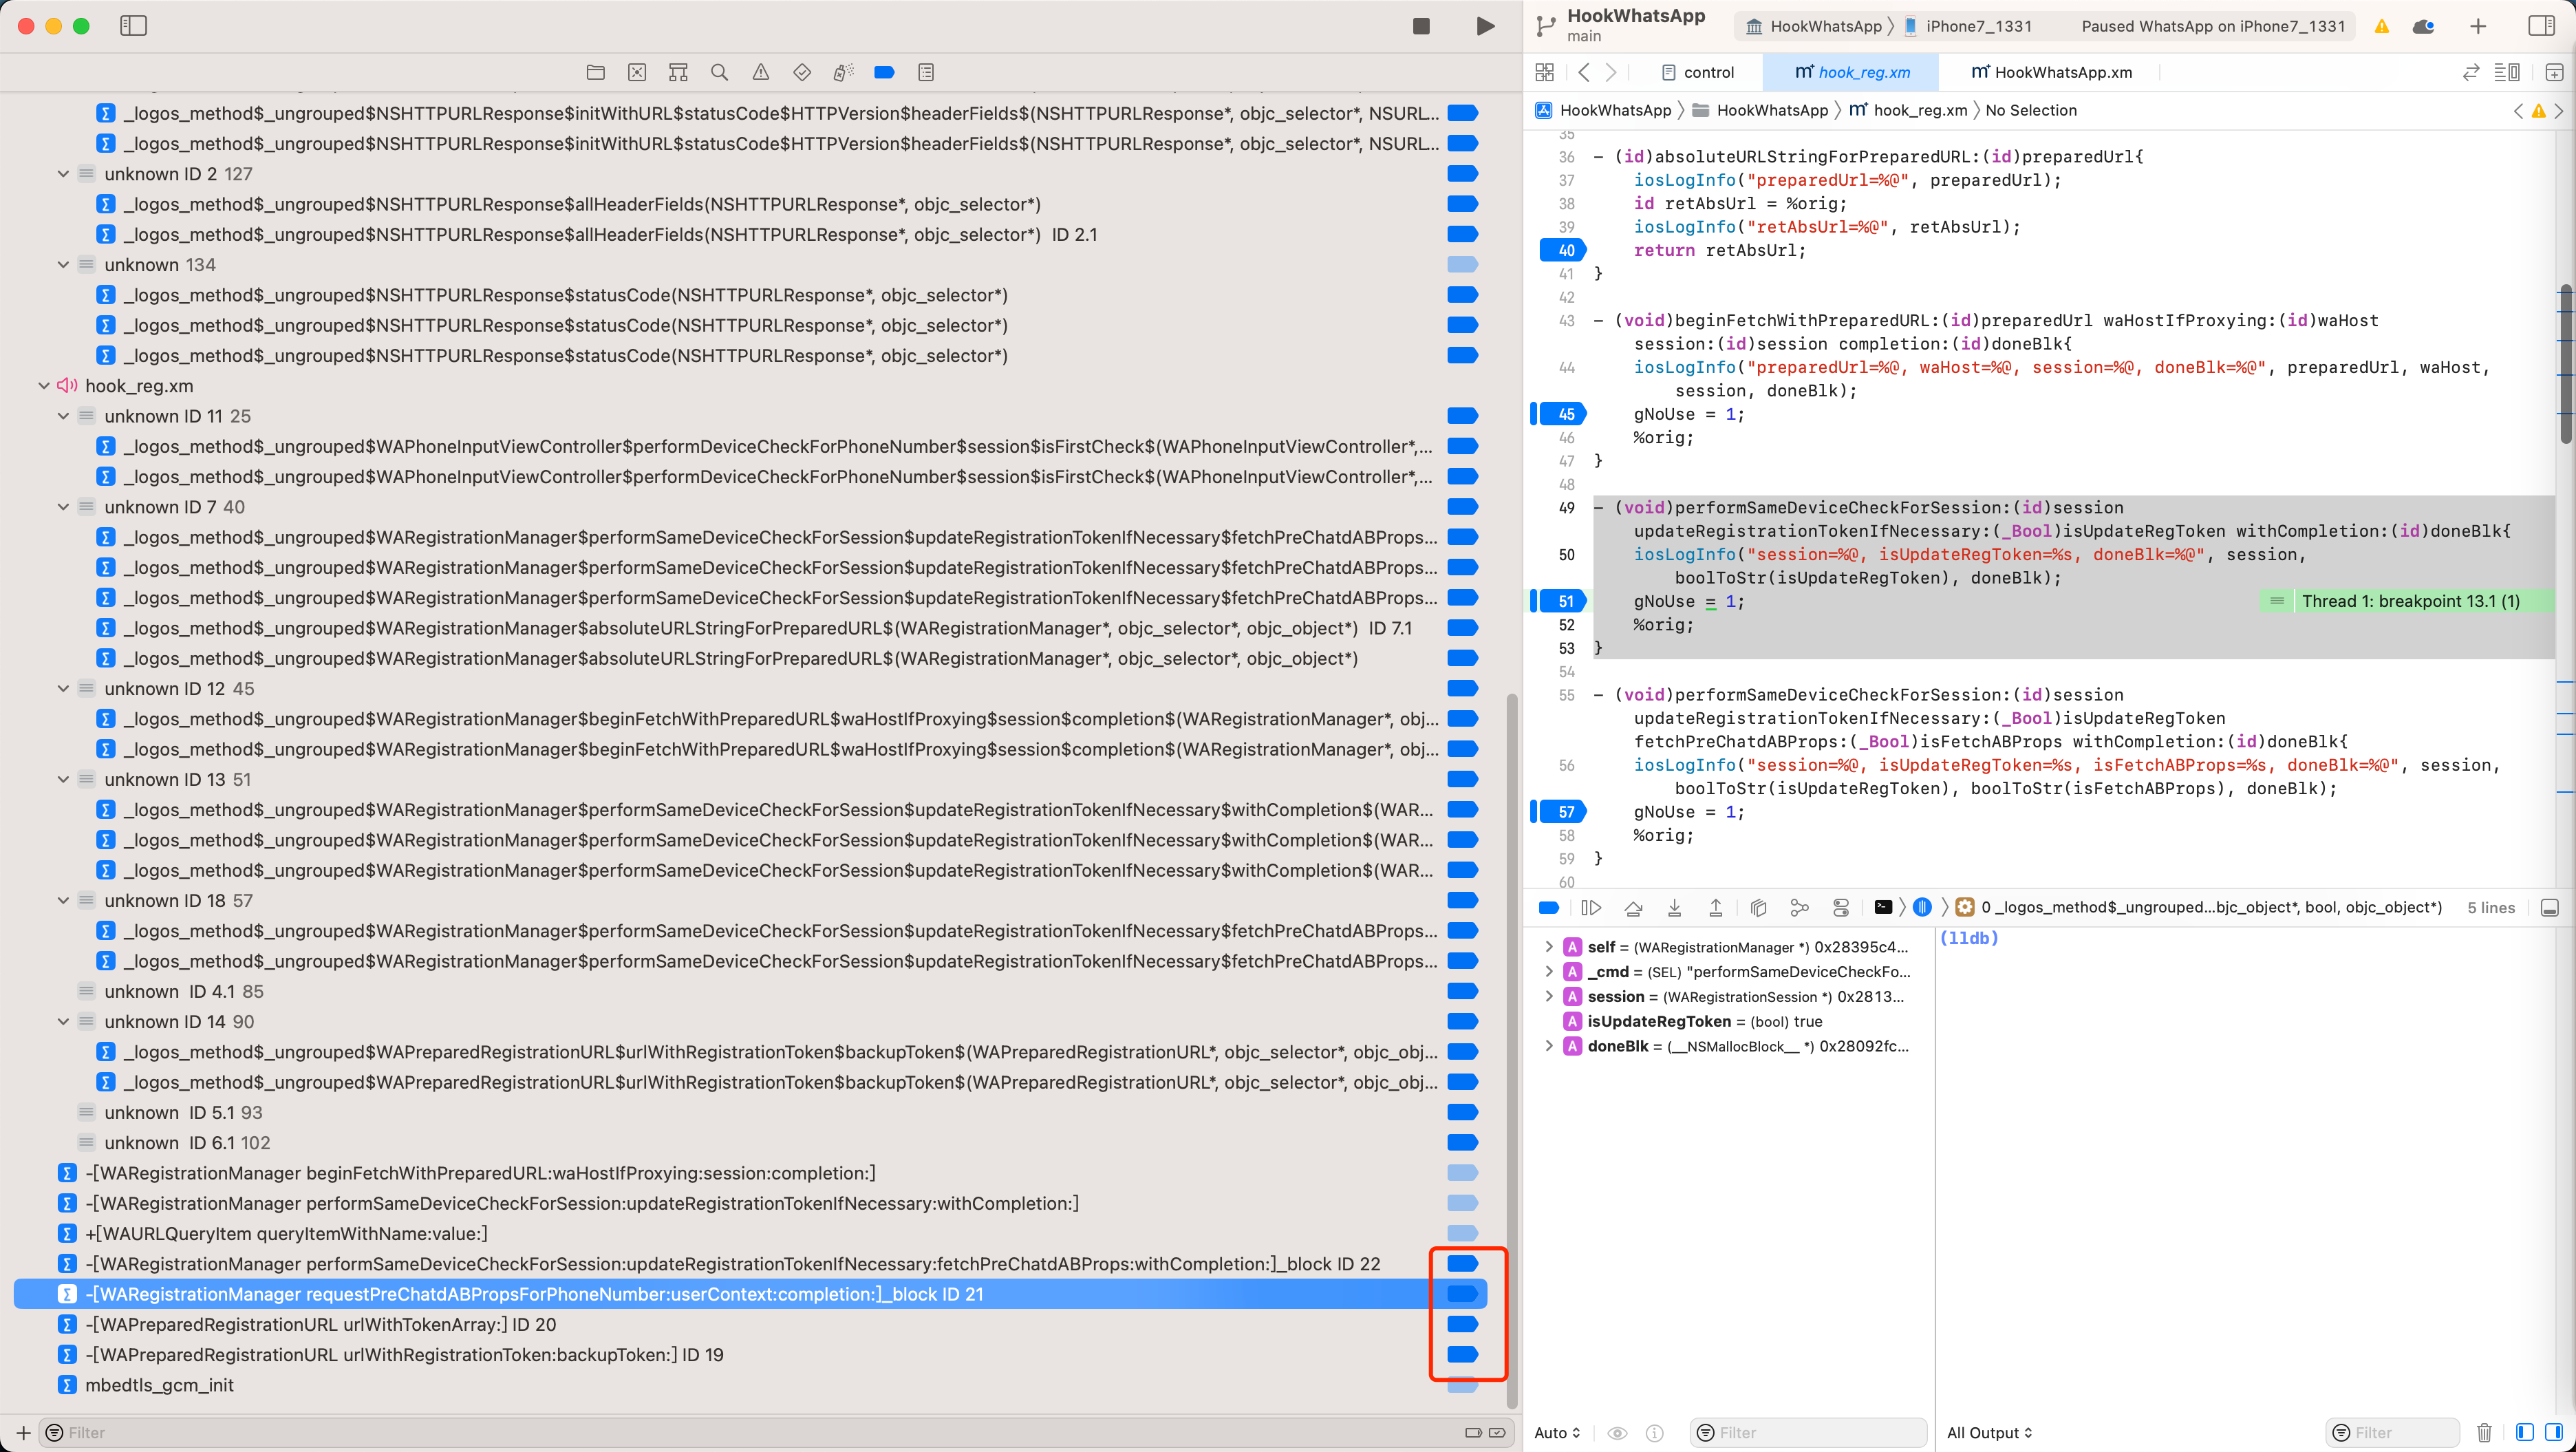 HookWhatsApp
main
HookWhatsApp 〉 iPhone7_1331
Paused WhatsApp on iPhone7_1331
control
hook_reg.xm
HookWhatsApp.xm
HookWhatsApp 〉 HookWhatsApp 〉 hook_reg.xm 〉 No Selection
_logos_method$_ungrouped$NSHTTPURLResponse$initWithURL$statusCode$HTTPVersion$headerFields$(NSHTTPURLResponse*, objc_selector*, NSURL...
_logos_method$_ungrouped$NSHTTPURLResponse$initWithURL$statusCode$HTTPVersion$headerFields$(NSHTTPURLResponse*, objc_selector*, NSURL...
unknown ID 2 127
_logos_method$_ungrouped$NSHTTPURLResponse$allHeaderFields(NSHTTPURLResponse*, objc_selector*)
_logos_method$_ungrouped$NSHTTPURLResponse$allHeaderFields(NSHTTPURLResponse*, objc_selector*) ID 2.1
unknown 134
_logos_method$_ungrouped$NSHTTPURLResponse$statusCode(NSHTTPURLResponse*, objc_selector*)
_logos_method$_ungrouped$NSHTTPURLResponse$statusCode(NSHTTPURLResponse*, objc_selector*)
_logos_method$_ungrouped$NSHTTPURLResponse$statusCode(NSHTTPURLResponse*, objc_selector*)
hook_reg.xm
unknown ID 11 25
_logos_method$_ungrouped$WAPhoneInputViewController$performDeviceCheckForPhoneNumber$session$isFirstCheck$(WAPhoneInputViewController*,...
_logos_method$_ungrouped$WAPhoneInputViewController$performDeviceCheckForPhoneNumber$session$isFirstCheck$(WAPhoneInputViewController*,...
unknown ID 7 40
_logos_method$_ungrouped$WARegistrationManager$performSameDeviceCheckForSession$updateRegistrationTokenIfNecessary$fetchPreChatdABProps...
_logos_method$_ungrouped$WARegistrationManager$performSameDeviceCheckForSession$updateRegistrationTokenIfNecessary$fetchPreChatdABProps...
_logos_method$_ungrouped$WARegistrationManager$performSameDeviceCheckForSession$updateRegistrationTokenIfNecessary$fetchPreChatdABProps...
_logos_method$_ungrouped$WARegistrationManager$absoluteURLStringForPreparedURL$(WARegistrationManager*, objc_selector*, objc_object*) ID 7.1
_logos_method$_ungrouped$WARegistrationManager$absoluteURLStringForPreparedURL$(WARegistrationManager*, objc_selector*, objc_object*)
unknown ID 12 45
_logos_method$_ungrouped$WARegistrationManager$beginFetchWithPreparedURL$waHostIfProxying$session$completion$(WARegistrationManager*, obj...
_logos_method$_ungrouped$WARegistrationManager$beginFetchWithPreparedURL$waHostIfProxying$session$completion$(WARegistrationManager*, obj...
unknown ID 13 51
_logos_method$_ungrouped$WARegistrationManager$performSameDeviceCheckForSession$updateRegistrationTokenIfNecessary$withCompletion$(WAR...
_logos_method$_ungrouped$WARegistrationManager$performSameDeviceCheckForSession$updateRegistrationTokenIfNecessary$withCompletion$(WAR...
_logos_method$_ungrouped$WARegistrationManager$performSameDeviceCheckForSession$updateRegistrationTokenIfNecessary$withCompletion$(WAR...
unknown ID 18 57
_logos_method$_ungrouped$WARegistrationManager$performSameDeviceCheckForSession$updateRegistrationTokenIfNecessary$fetchPreChatdABProps...
_logos_method$_ungrouped$WARegistrationManager$performSameDeviceCheckForSession$updateRegistrationTokenIfNecessary$fetchPreChatdABProps...
unknown ID 4.1 85
unknown ID 14 90
_logos_method$_ungrouped$WAPreparedRegistrationURL$urlWithRegistrationToken$backupToken$(WAPreparedRegistrationURL*, objc_selector*, objc_obj...
_logos_method$_ungrouped$WAPreparedRegistrationURL$urlWithRegistrationToken$backupToken$(WAPreparedRegistrationURL*, objc_selector*, objc_obj...
unknown ID 5.1 93
unknown ID 6.1 102
-[WARegistrationManager beginFetchWithPreparedURL:waHostIfProxying:session:completion:]
-[WARegistrationManager performSameDeviceCheckForSession:updateRegistrationTokenIfNecessary:withCompletion:]
+[WAURLQueryItem queryItemWithName:value:]
-[WARegistrationManager performSameDeviceCheckForSession:updateRegistrationTokenIfNecessary:fetchPreChatdABProps:withCompletion:]_block ID 22
-[WARegistrationManager requestPreChatdABPropsForPhoneNumber:userContext:completion:]_block ID 21
-[WAPreparedRegistrationURL urlWithTokenArray:] ID 20
-[WAPreparedRegistrationURL urlWithRegistrationToken:backupToken:] ID 19
mbedtls_gcm_init
Filter
35
36 - (id)absoluteURLStringForPreparedURL:(id)preparedUrl{
37 iosLogInfo("preparedUrl=%@", preparedUrl);
38 id retAbsUrl = %orig;
39 iosLogInfo("retAbsUrl=%@", retAbsUrl);
40 return retAbsUrl;
41 }
42
43 - (void)beginFetchWithPreparedURL:(id)preparedUrl waHostIfProxying:(id)waHost
session:(id)session completion:(id)doneBlk{
44 iosLogInfo("preparedUrl=%@, waHost=%@, session=%@, doneBlk=%@", preparedUrl, waHost,
session, doneBlk);
45 gNoUse = 1;
46 %orig;
47 }
48
49 - (void)performSameDeviceCheckForSession:(id)session
updateRegistrationTokenIfNecessary:(_Bool)isUpdateRegToken withCompletion:(id)doneBlk{
50 iosLogInfo("session=%@, isUpdateRegToken=%s, doneBlk=%@", session,
boolToStr(isUpdateRegToken), doneBlk);
51 gNoUse = 1; Thread 1: breakpoint 13.1 (1)
52 %orig;
53 }
54
55 - (void)performSameDeviceCheckForSession:(id)session
updateRegistrationTokenIfNecessary:(_Bool)isUpdateRegToken
fetchPreChatdABProps:(_Bool)isFetchABProps withCompletion:(id)doneBlk{
56 iosLogInfo("session=%@, isUpdateRegToken=%s, isFetchABProps=%s, doneBlk=%@", session,
boolToStr(isUpdateRegToken), boolToStr(isFetchABProps), doneBlk);
57 gNoUse = 1;
58 %orig;
59 }
60
0 _logos_method$_ungrouped...bjc_object*, bool, objc_object*)
5 lines
A self = (WARegistrationManager *) 0x28395c4...
A _cmd = (SEL) "performSameDeviceCheckFo...
A session = (WARegistrationSession *) 0x2813...
A isUpdateRegToken = (bool) true
A doneBlk = (__NSMallocBlock__ *) 0x28092fc...
(lldb)
Auto
Filter
All Output
Filter